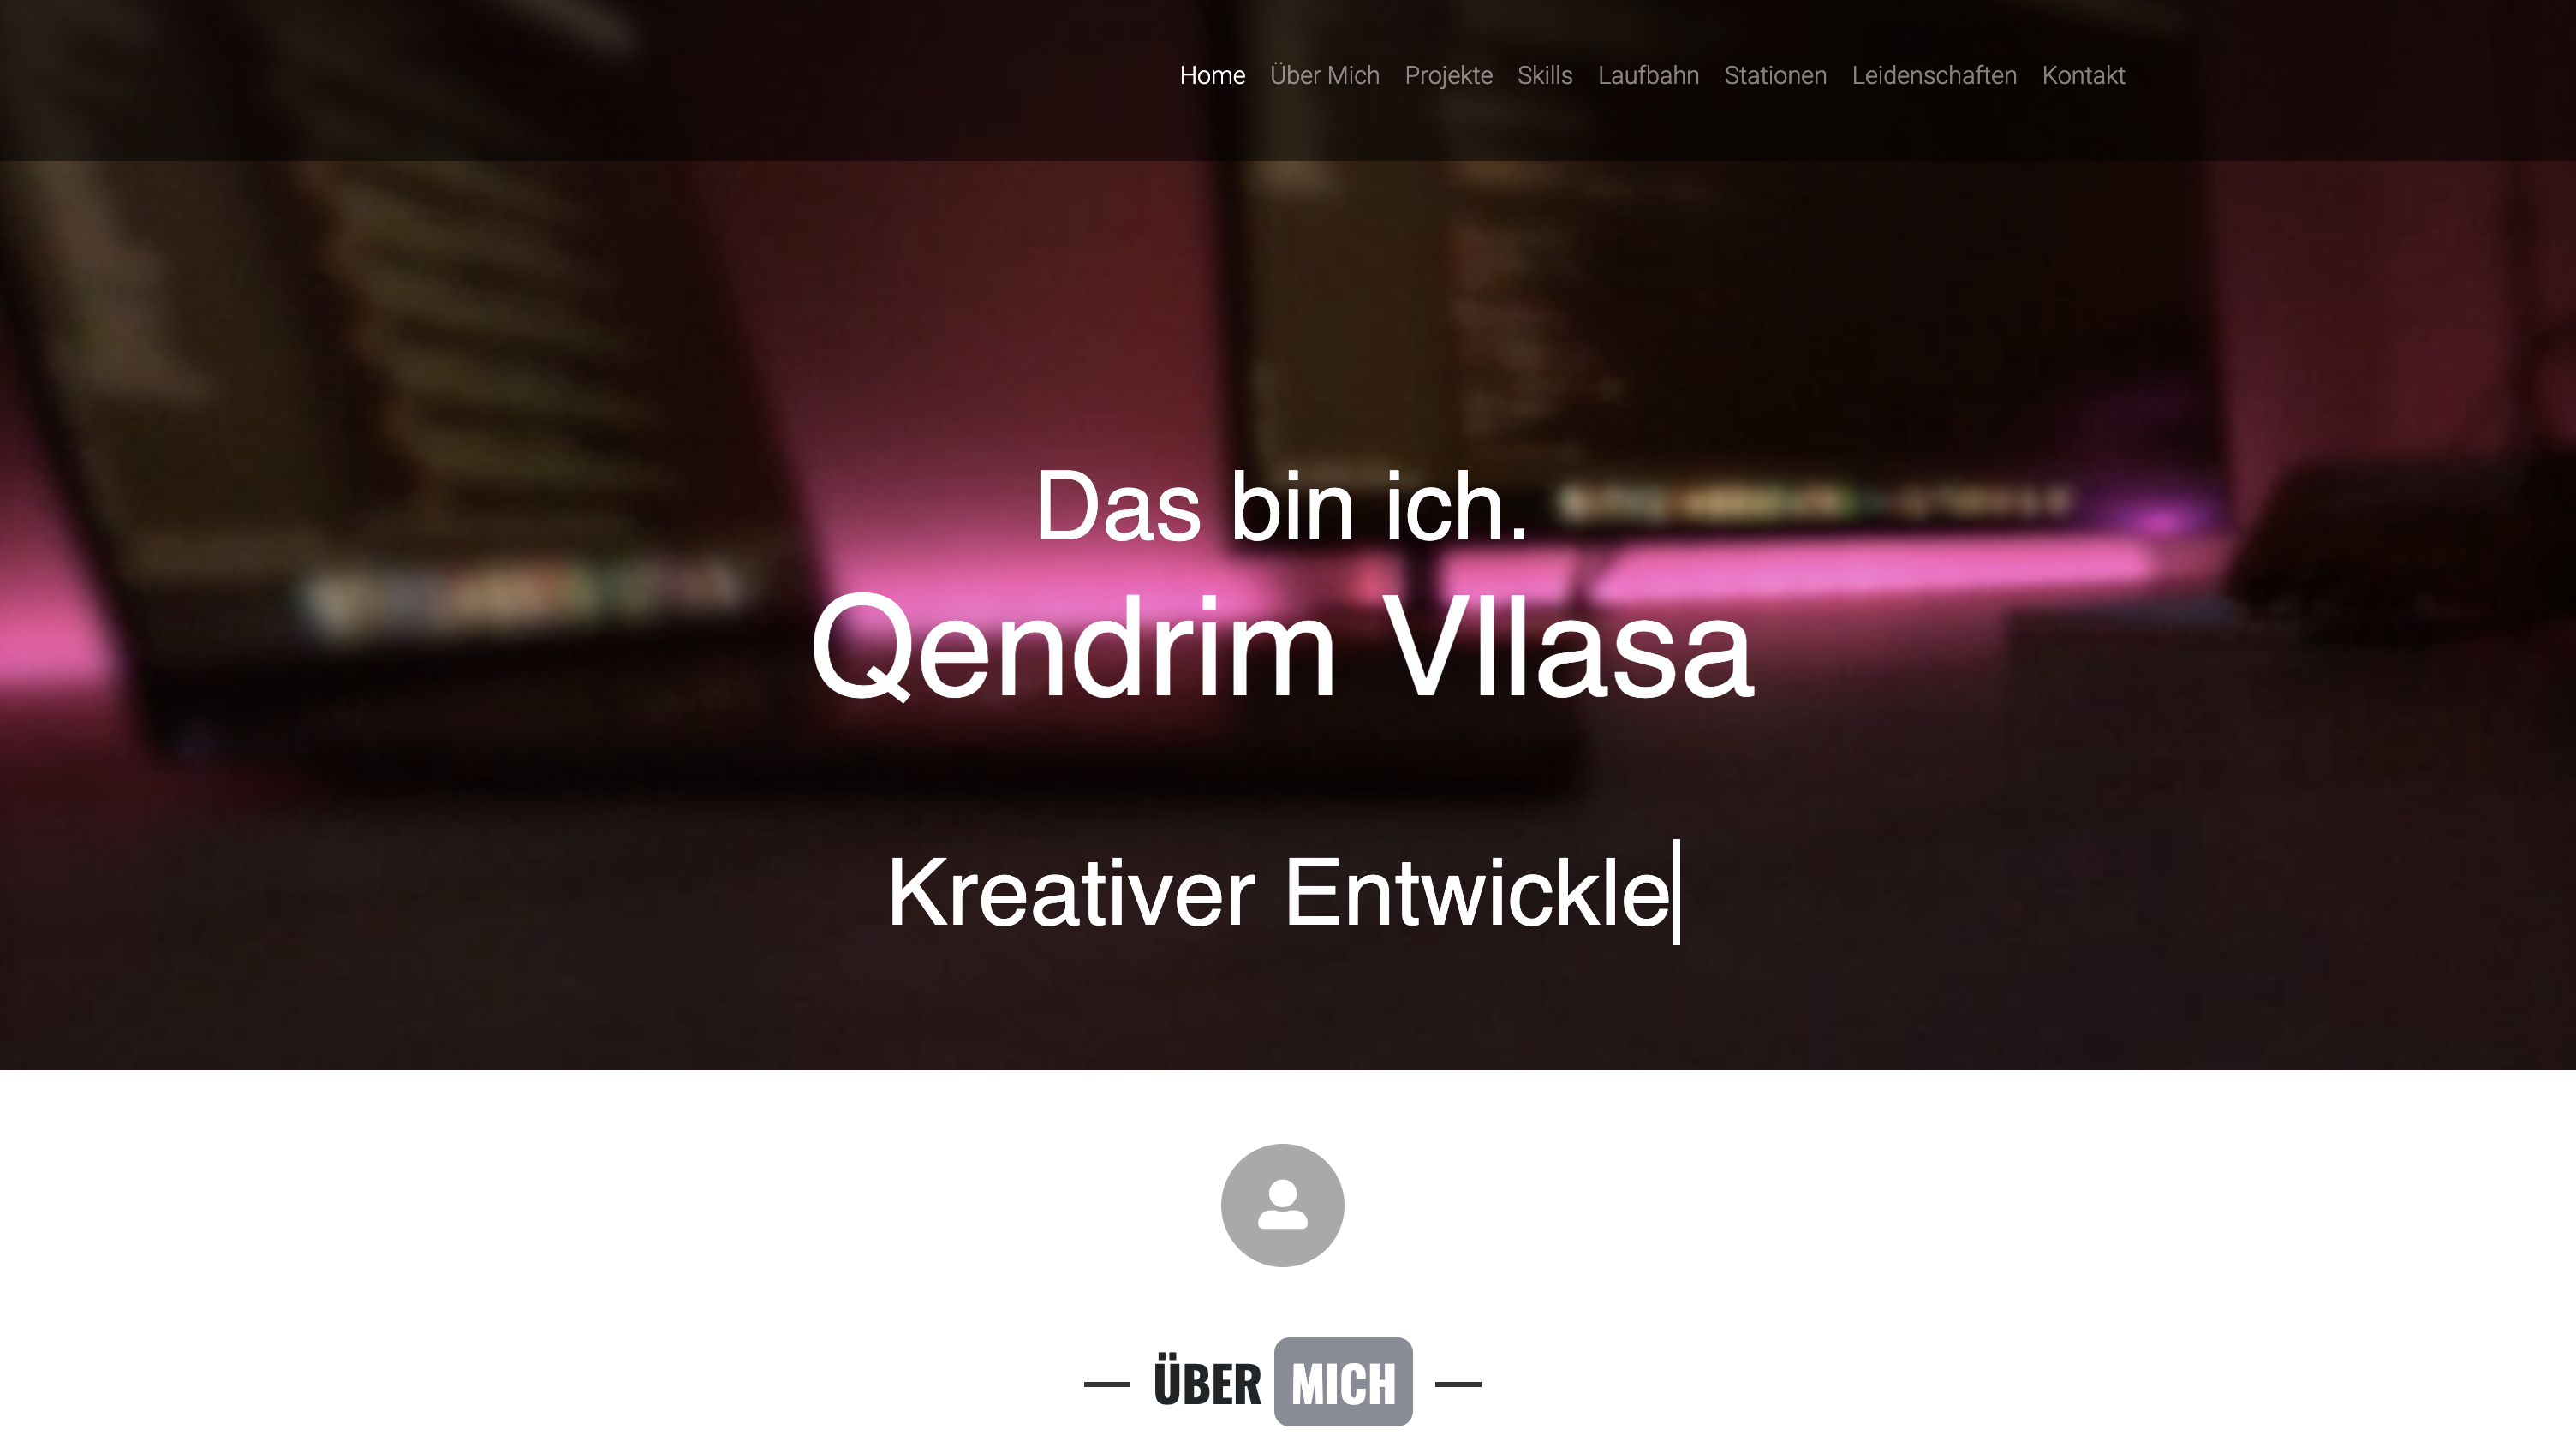 Home Über Mich Projekte Skills Laufbahn Stationen Leidenschaften Kontakt
Das bin ich.
Qendrim Vllasa
Kreativer Entwickle
ÜBER MICH